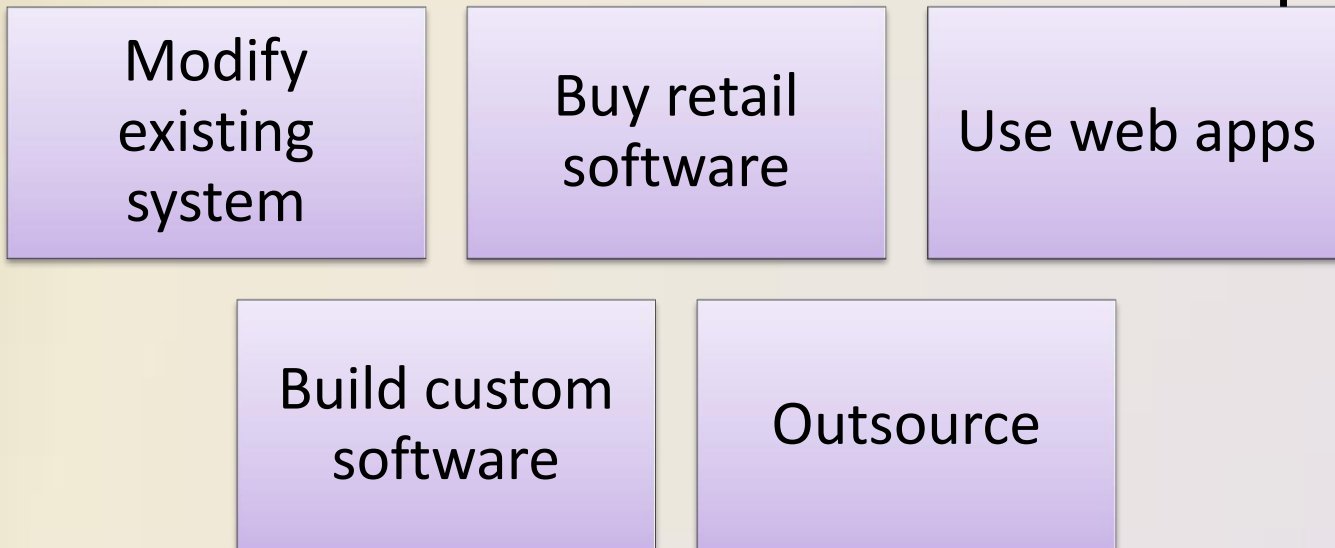 Modify
existing
system
Buy retail
software
Use web apps
Build custom
software
Outsource